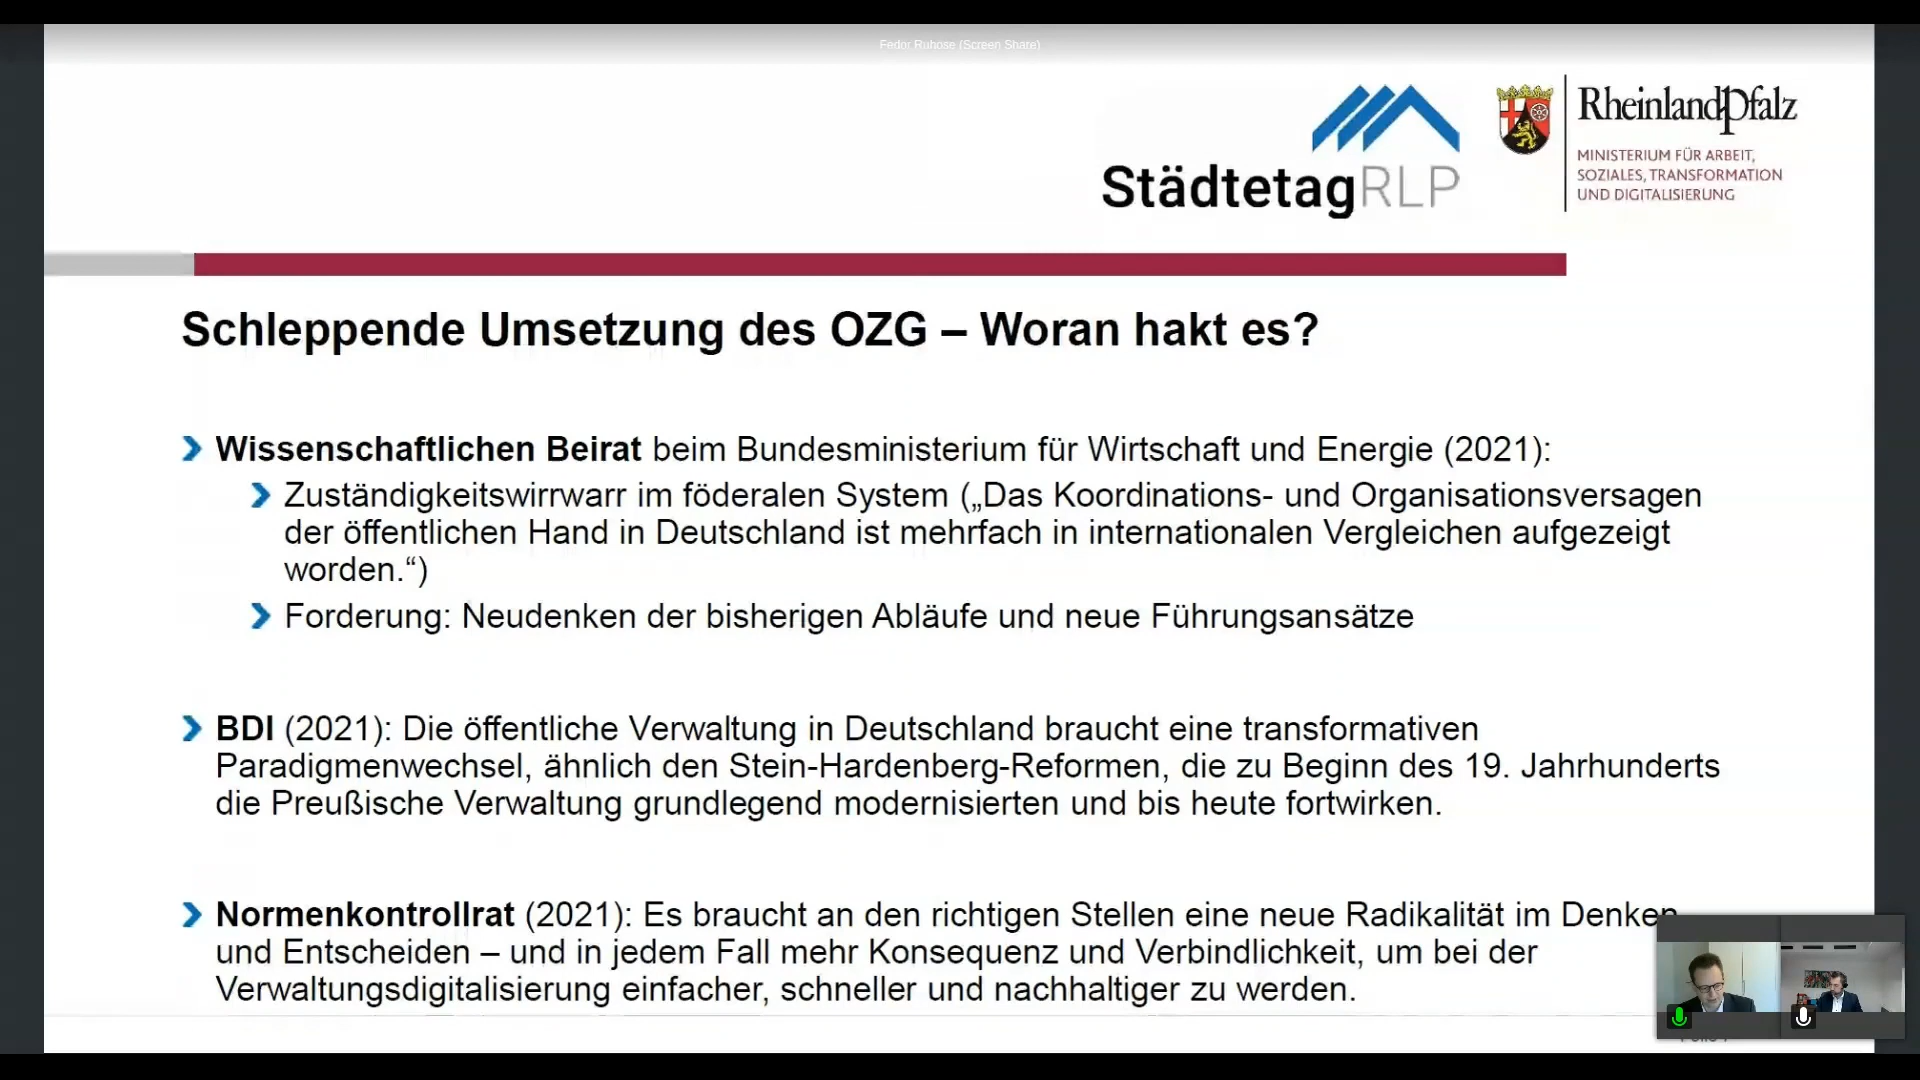 Fedor Ruhose (Screen Share)
StädtetagRLP
RheinlandPfalz
MINISTERIUM FÜR ARBEIT,
SOZIALES, TRANSFORMATION
UND DIGITALISIERUNG
Schleppende Umsetzung des OZG – Woran hakt es?
Wissenschaftlichen Beirat beim Bundesministerium für Wirtschaft und Energie (2021):
Zuständigkeitswirrwarr im föderalen System („Das Koordinations- und Organisationsversagen
der öffentlichen Hand in Deutschland ist mehrfach in internationalen Vergleichen aufgezeigt
worden.“)
Forderung: Neudenken der bisherigen Abläufe und neue Führungsansätze
BDI (2021): Die öffentliche Verwaltung in Deutschland braucht eine transformativen
Paradigmenwechsel, ähnlich den Stein-Hardenberg-Reformen, die zu Beginn des 19. Jahrhunderts
die Preußische Verwaltung grundlegend modernisierten und bis heute fortwirken.
Normenkontrollrat (2021): Es braucht an den richtigen Stellen eine neue Radikalität im Denken
und Entscheiden – und in jedem Fall mehr Konsequenz und Verbindlichkeit, um bei der
Verwaltungsdigitalisierung einfacher, schneller und nachhaltiger zu werden.